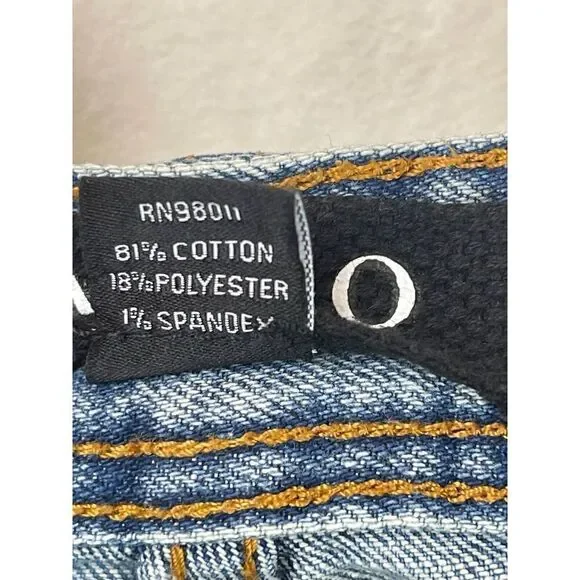 RN98011
81% COTTON
18% POLYESTER
1% SPANDEX
O